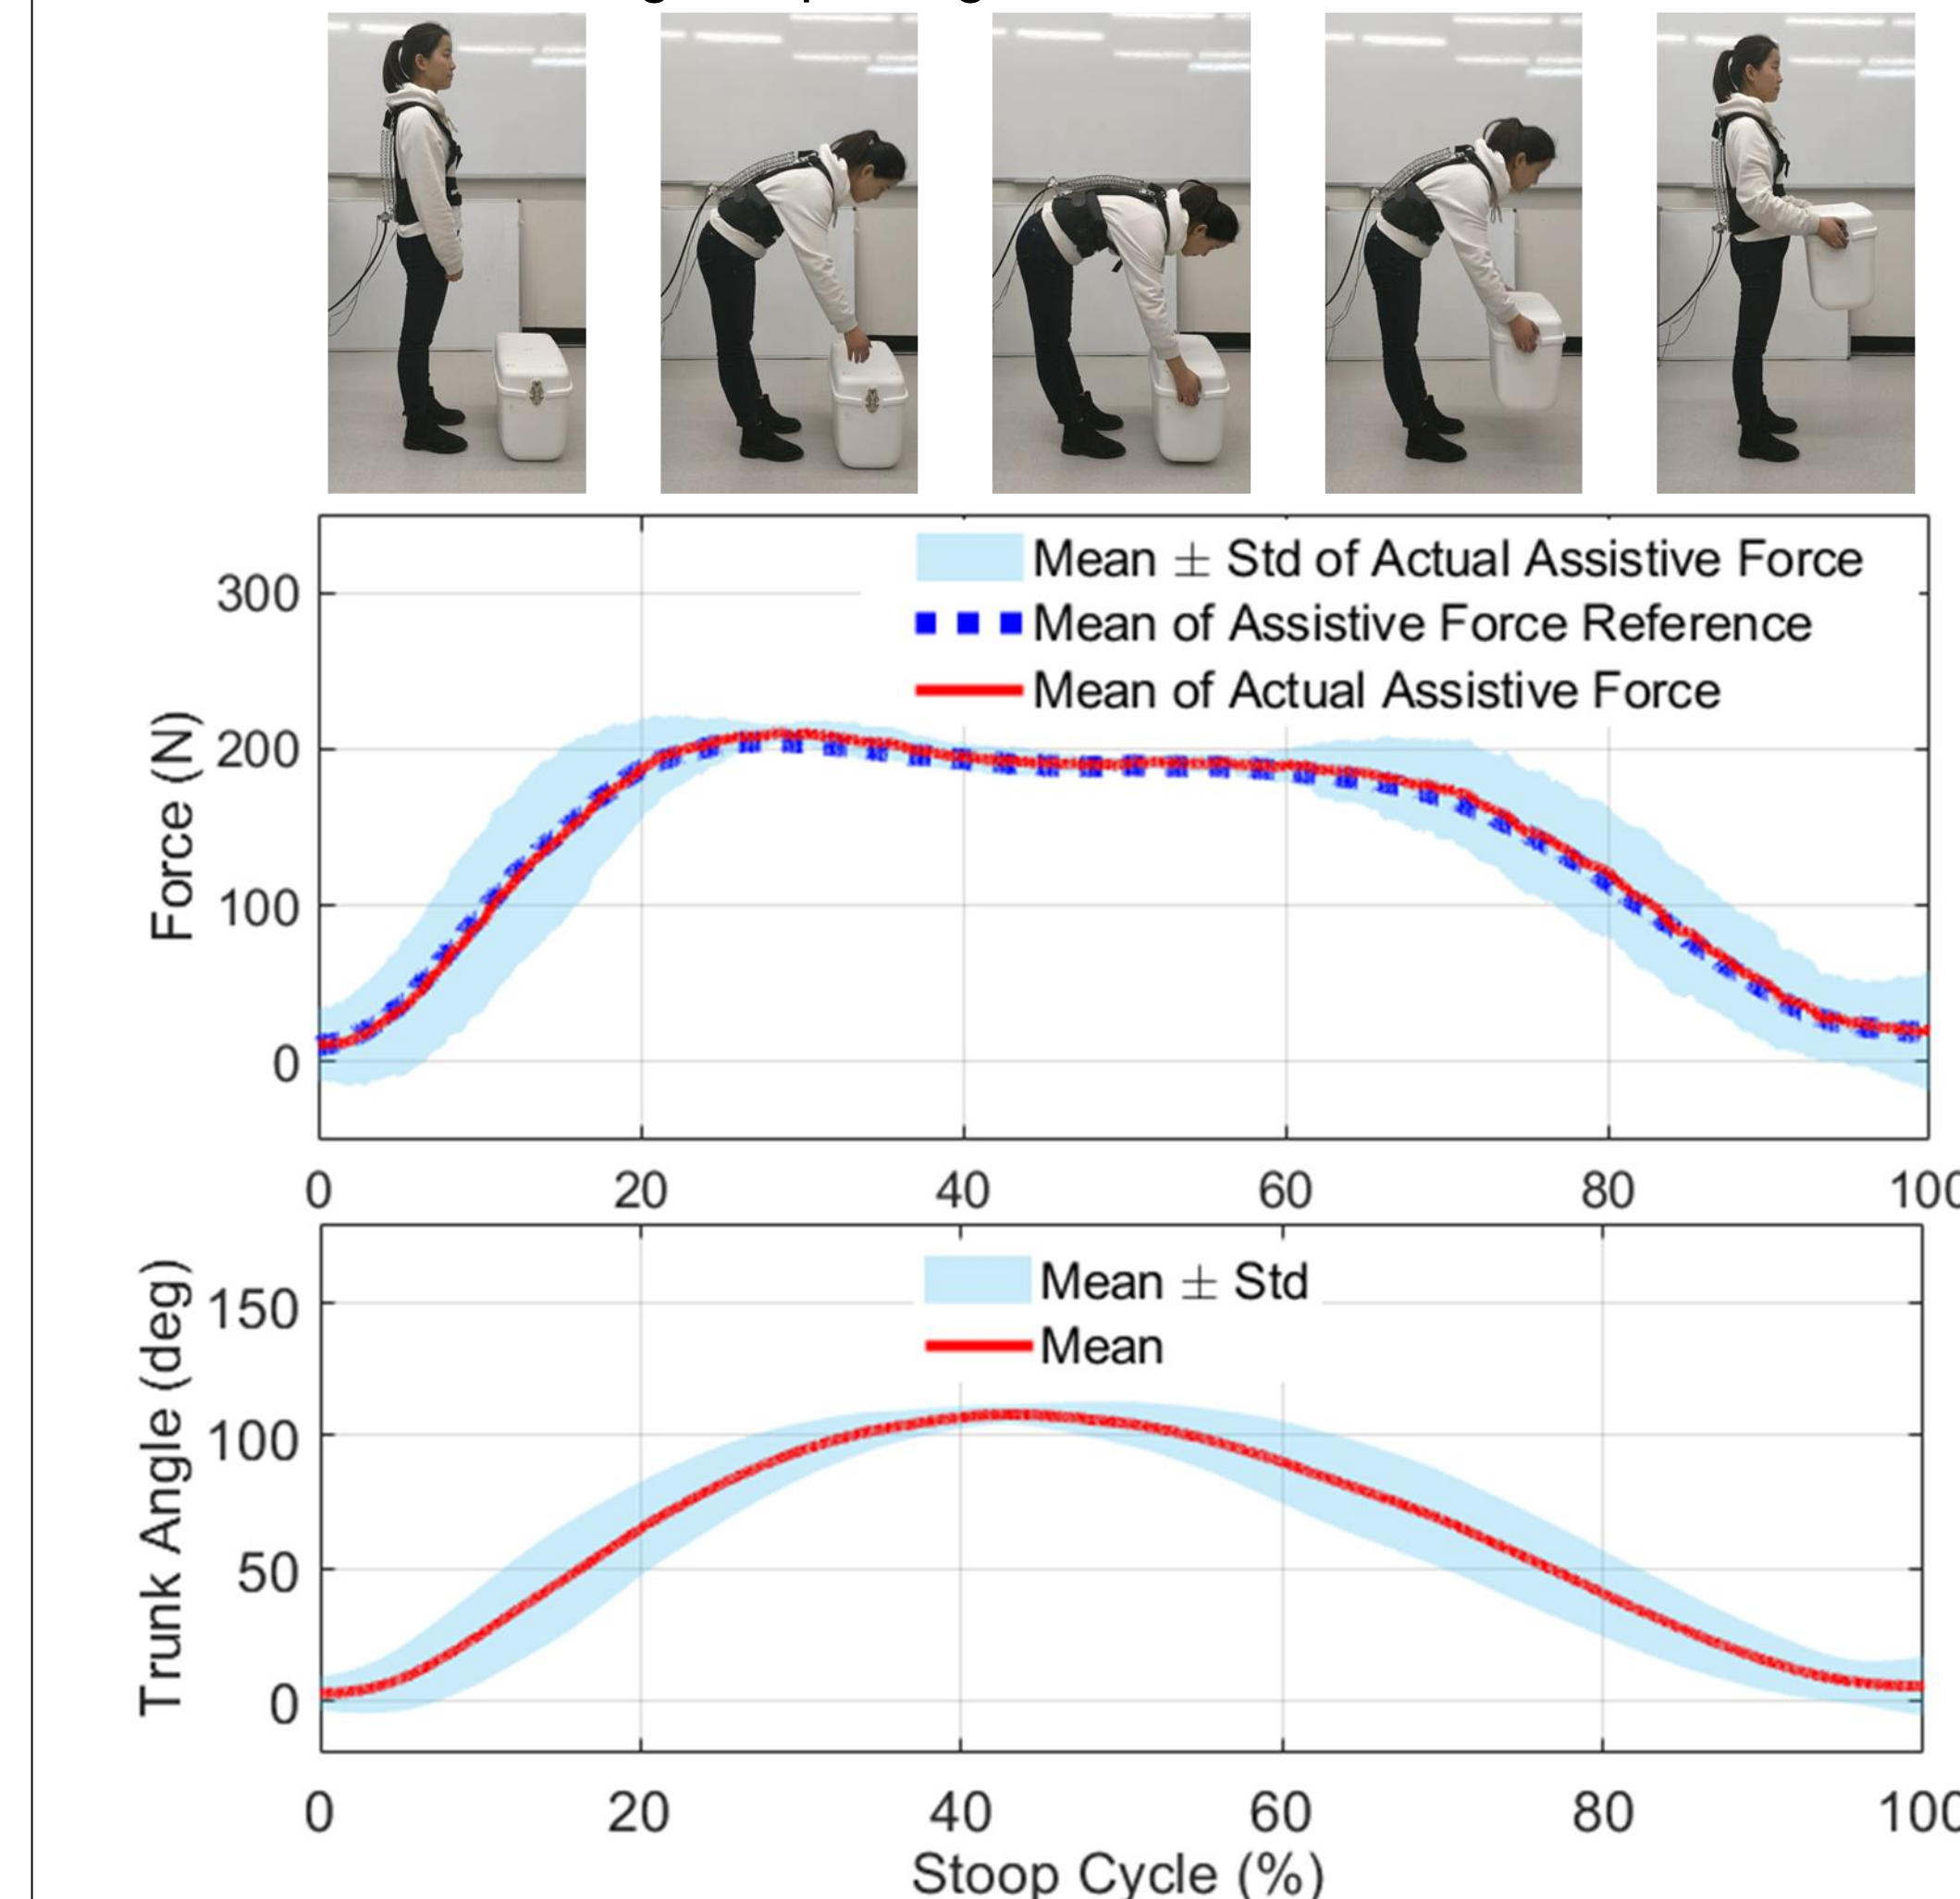 Mean ± Std of Actual Assistive Force
Mean of Assistive Force Reference
Mean of Actual Assistive Force
Force (N)
300
200
100
0
0 20 40 60 80 100
Mean ± Std
Mean
Trunk Angle (deg)
150
100
50
0
0 20 40 60 80 100
Stoop Cycle (%)